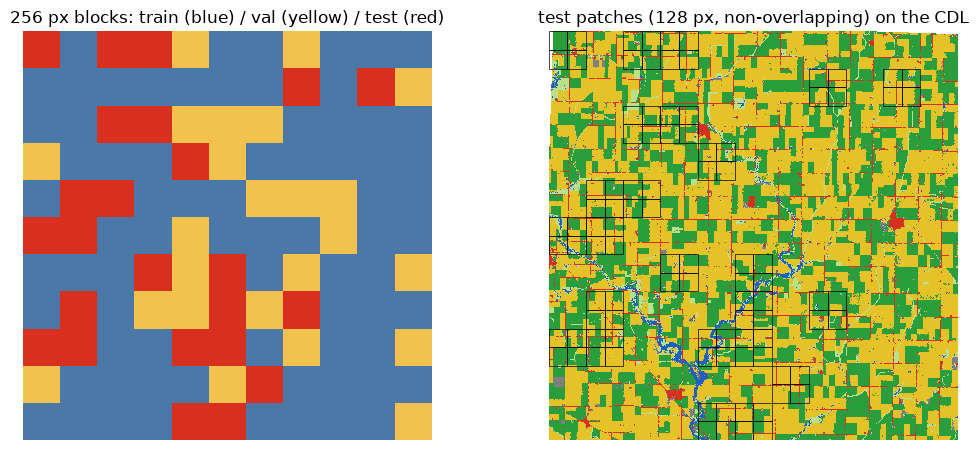 256 px blocks: train (blue) / val (yellow) / test (red)
test patches (128 px, non-overlapping) on the CDL